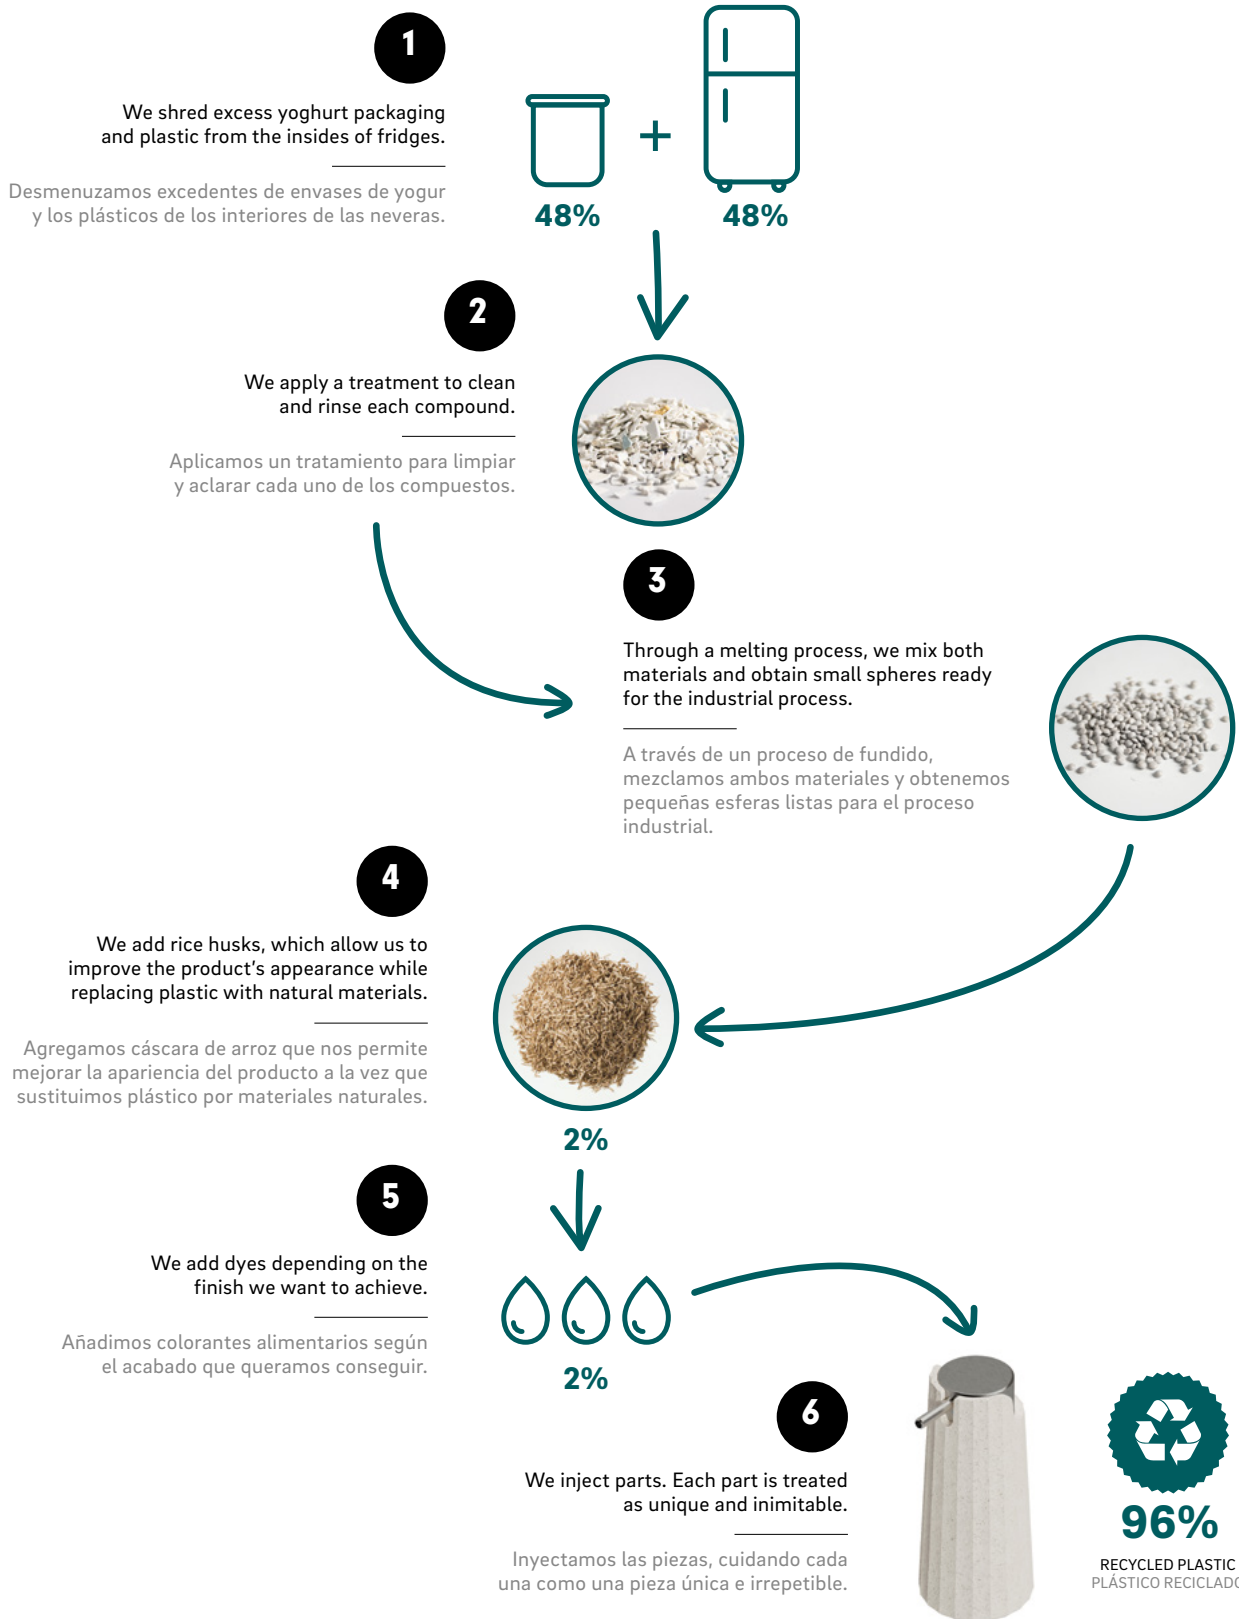 1
We shred excess yoghurt packaging
and plastic from the insides of fridges.
Desmenuzamos excedentes de envases de yogur
y los plásticos de los interiores de las neveras.
+
48%
48%
2
We apply a treatment to clean
and rinse each compound.
Aplicamos un tratamiento para limpiar
y aclarar cada uno de los compuestos.
3
Through a melting process, we mix both
materials and obtain small spheres ready
for the industrial process.
A través de un proceso de fundido,
mezclamos ambos materiales y obtenemos
pequeñas esferas listas para el proceso
industrial.
4
We add rice husks, which allow us to
improve the product’s appearance while
replacing plastic with natural materials.
Agregamos cáscara de arroz que nos permite
mejorar la apariencia del producto a la vez que
sustituimos plástico por materiales naturales.
2%
5
We add dyes depending on the
finish we want to achieve.
Añadimos colorantes alimentarios según
el acabado que queramos conseguir.
2%
6
We inject parts. Each part is treated
as unique and inimitable.
Inyectamos las piezas, cuidando cada
una como una pieza única e irrepetible.
96%
RECYCLED PLASTIC
PLÁSTICO RECICLADO